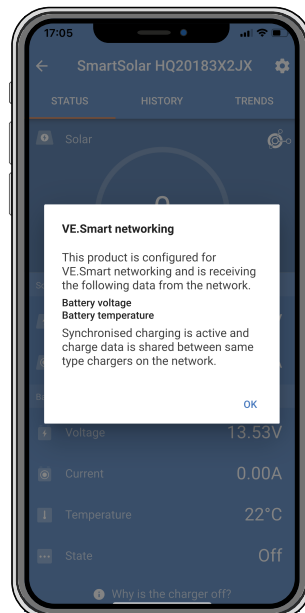 17:05
SmartSolar HQ20183X2JX
STATUS HISTORY TRENDS
Solar
VE.Smart networking
This product is configured for
VE.Smart networking and is receiving
the following data from the network.
Battery voltage
Battery temperature
Synchronised charging is active and
charge data is shared between same
type chargers on the network.
OK
Voltage 13.53V
Current 0.00A
Temperature 22°C
State Off
Why is the charger off?